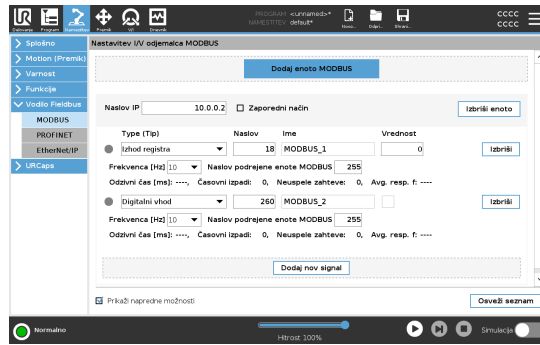 PROGRAM <unnamed>*
NAMESTITEV default*
CCCC
CCCC
Program
Namestitev
Premik
I/O
Dnevnik
Novo...
Odpri...
Shrani...
Splošno
Motion (Premik)
Varnost
Funkcije
Vodilo Fieldbus
MODBUS
PROFINET
EtherNet/IP
URCaps
Nastavitev I/V odjemalca MODBUS
Dodaj enoto MODBUS
Naslov IP 10.0.0.2 Zaporedni način Izbriši enoto
Type (Tip) Naslov Ime Vrednost
Izhod registra 18 MODBUS_1 0 Izbriši
Frekvenca [Hz] 10 Naslov podrejene enote MODBUS 255
Odzivni čas [ms]: ----, Časovni izpadi: 0, Neuspele zahteve: 0, Avg. resp. f: ----
Digitalni vhod 260 MODBUS_2 Izbriši
Frekvenca [Hz] 10 Naslov podrejene enote MODBUS 255
Odzivni čas [ms]: ----, Časovni izpadi: 0, Neuspele zahteve: 0, Avg. resp. f: ----
Dodaj nov signal
Prikaži napredne možnosti Osveži seznam
Normalno Hitrost 100% Simulacija